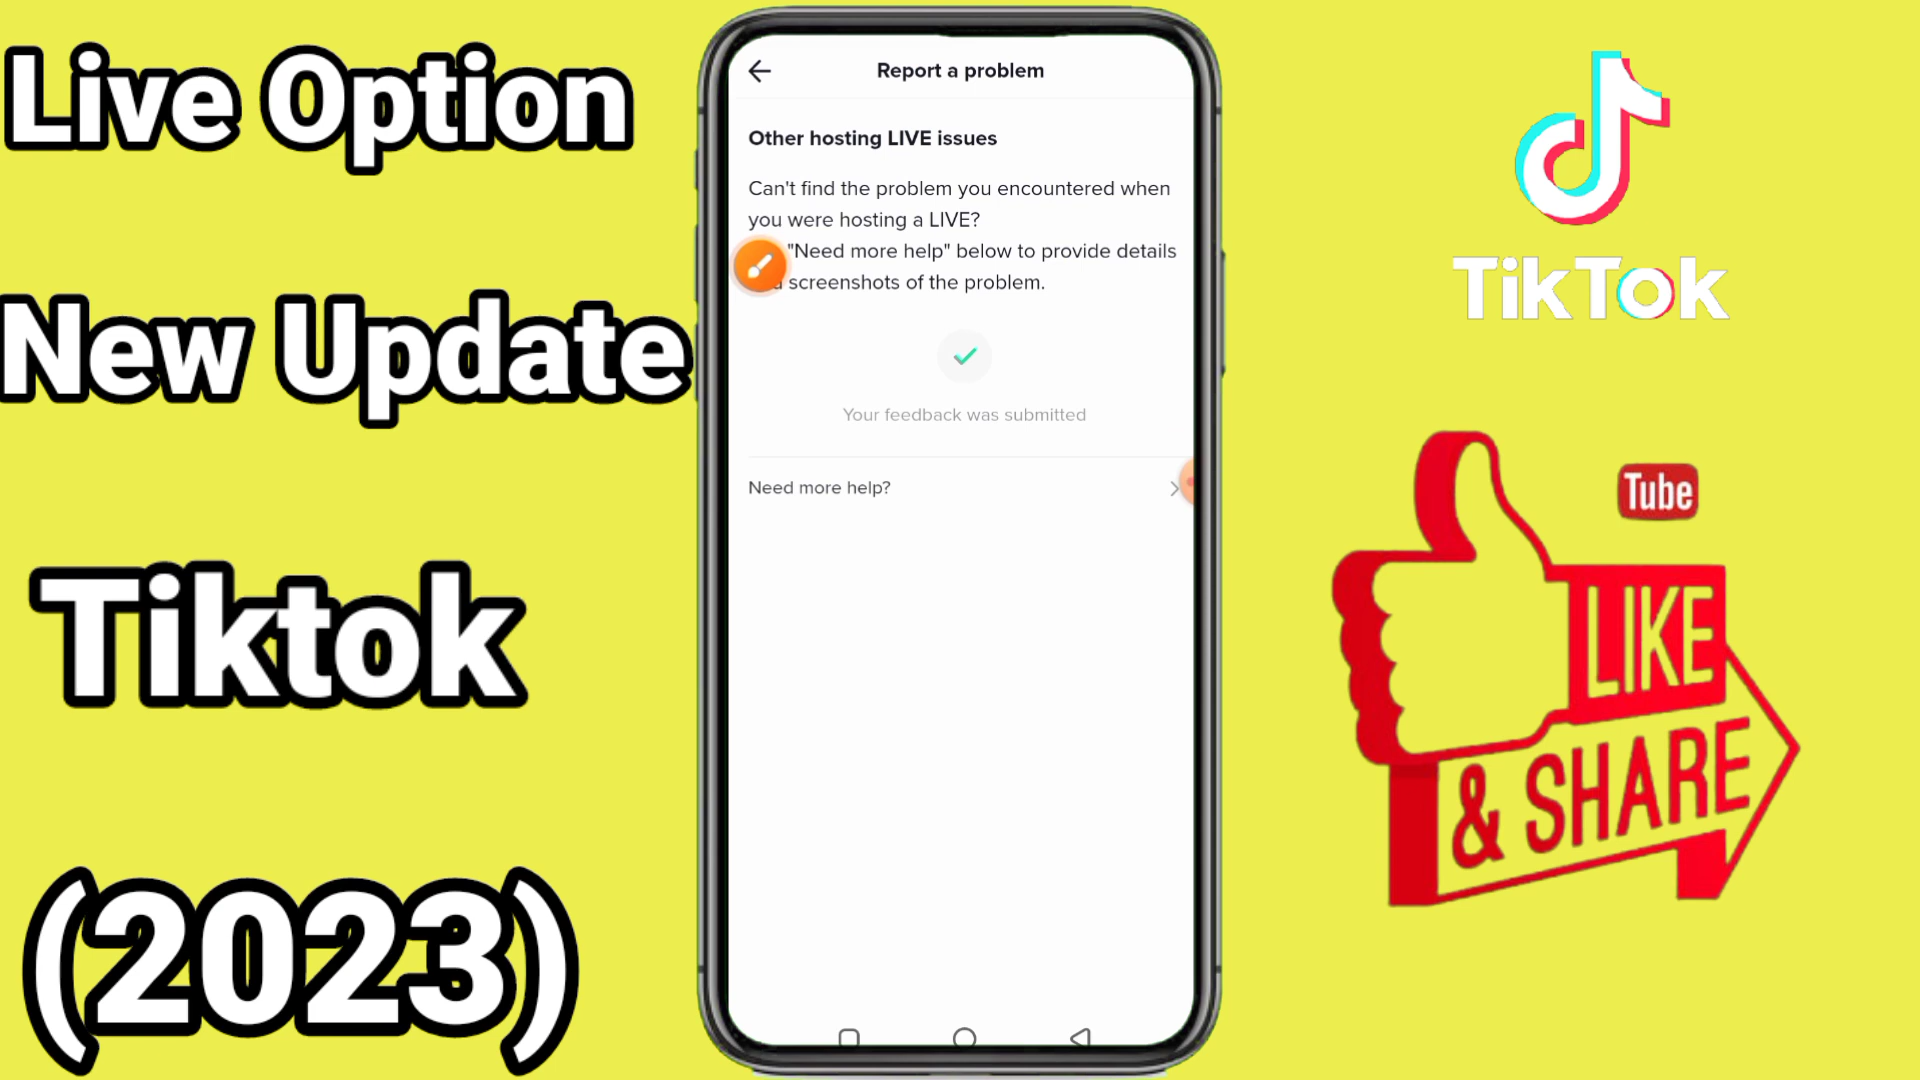 Live Option
New Update
Tiktok
(2023)
Report a problem
Other hosting LIVE issues
Can't find the problem you encountered when
you were hosting a LIVE?
"Need more help" below to provide details
screenshots of the problem.
Your feedback was submitted
Need more help?
TikTok
Tube
LIKE
& SHARE